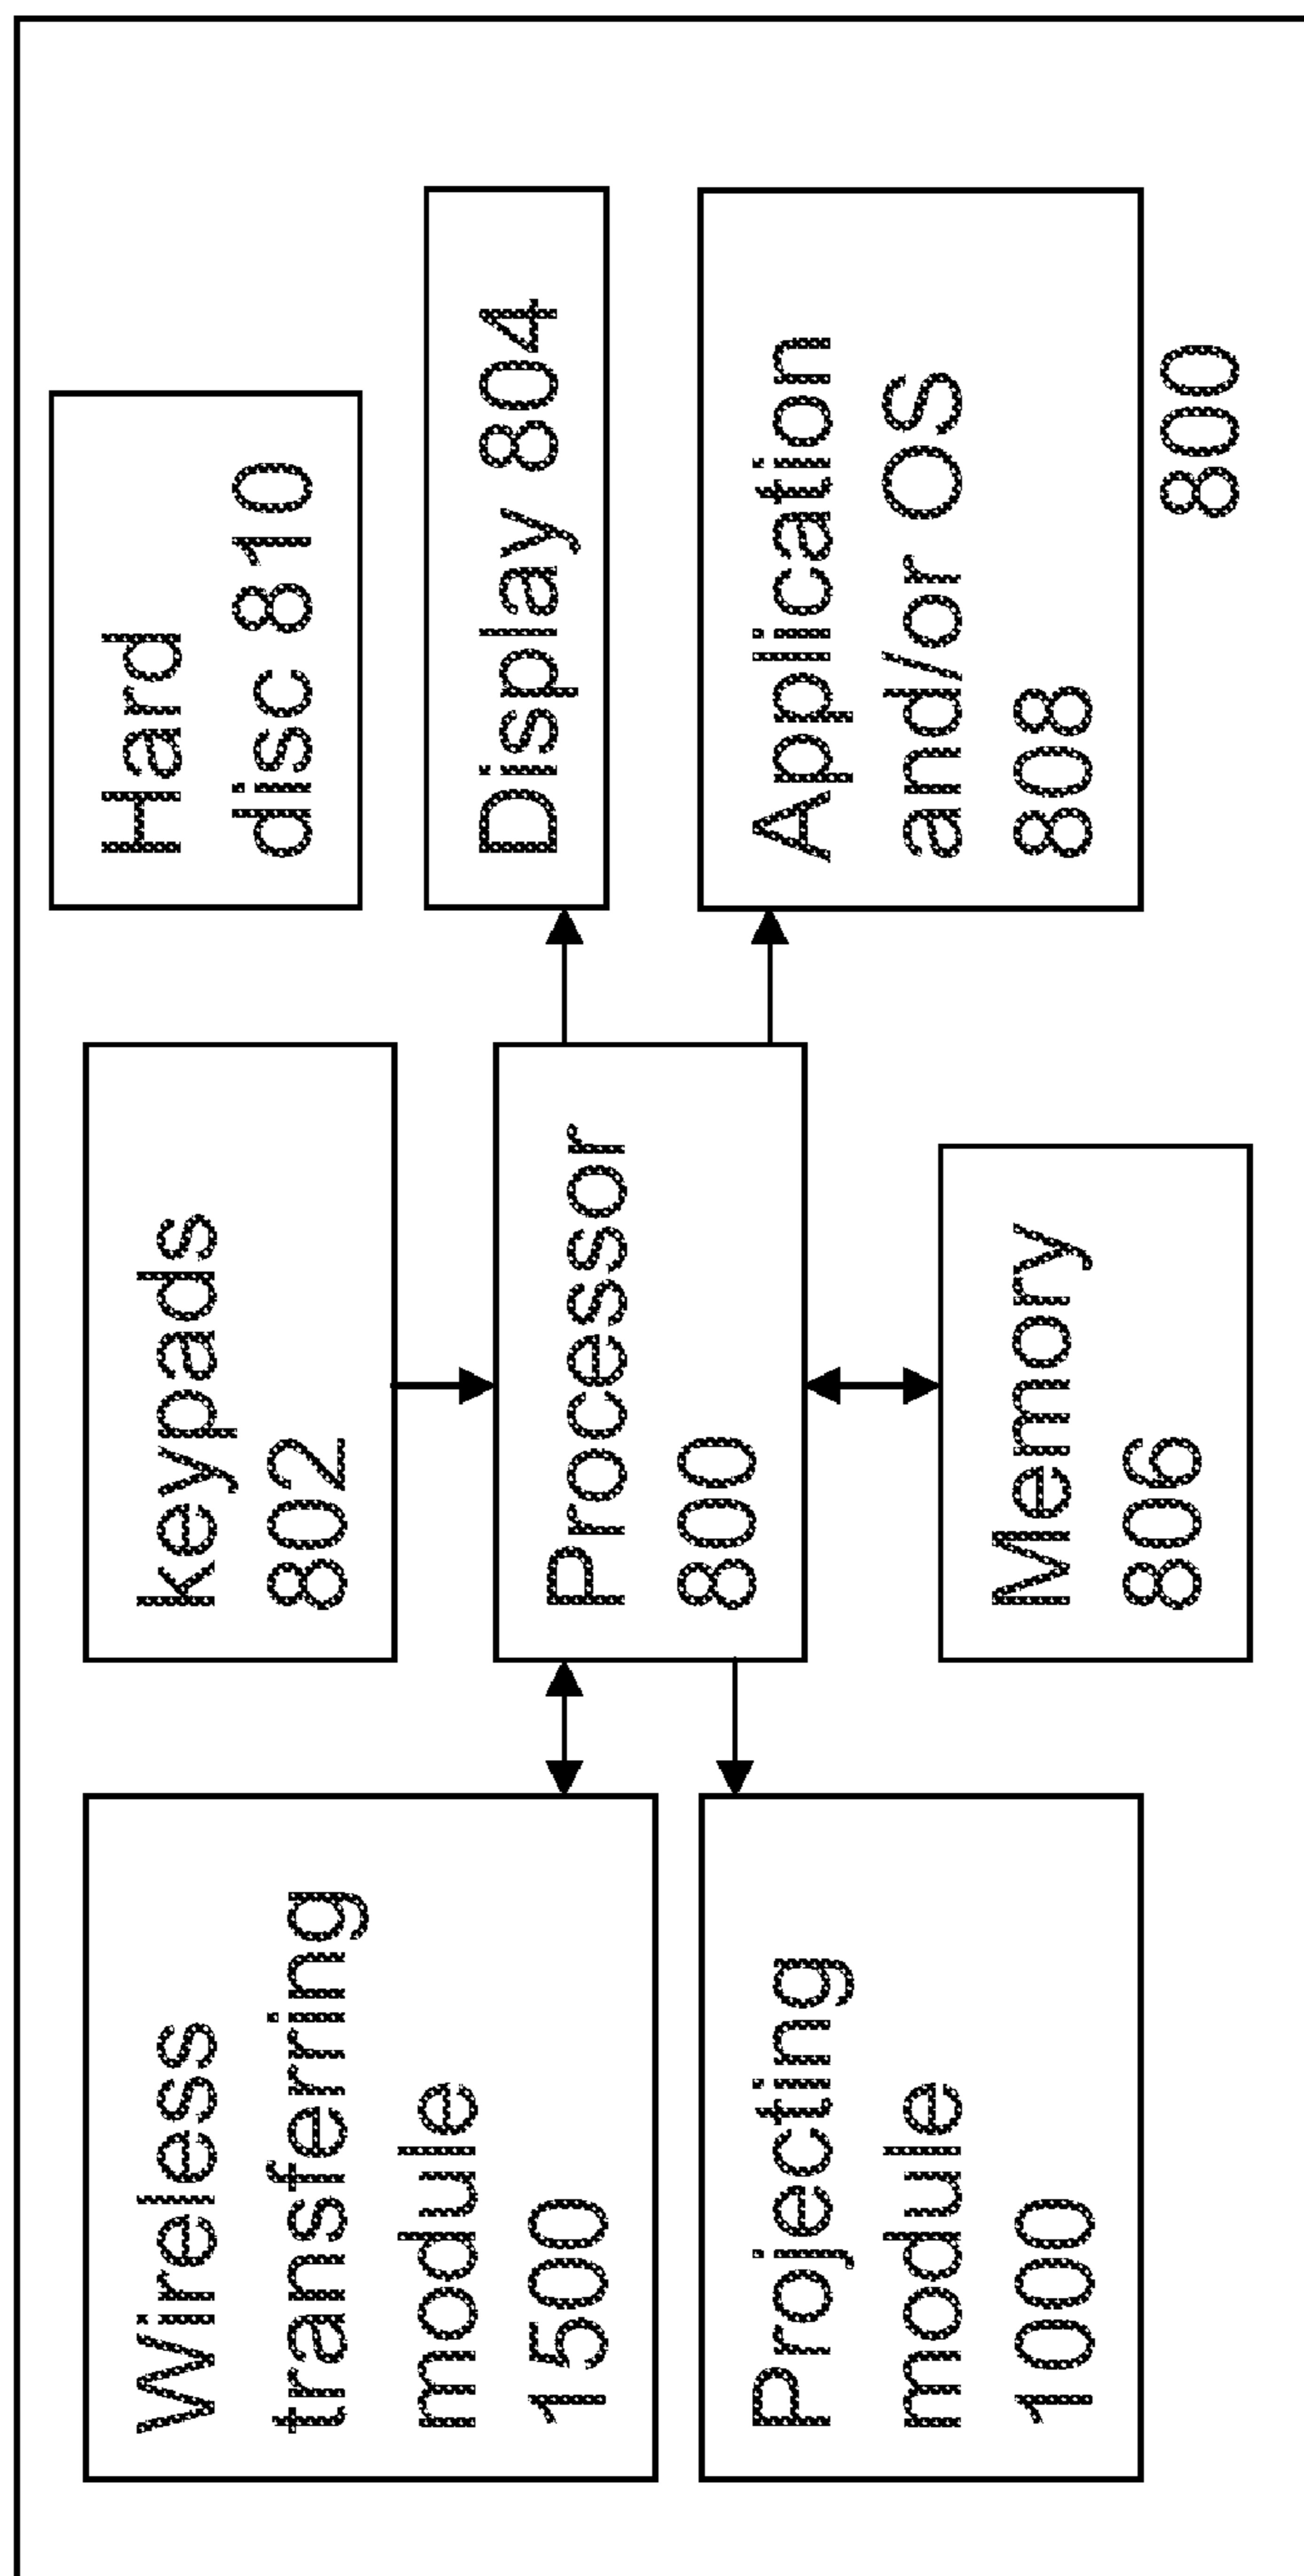 Wireless
transferring
module
1500
keypads
802
Hard
disc 810
Processor
800
Display 804
Projecting
module
1000
Memory
806
Application
and/or OS
808
800